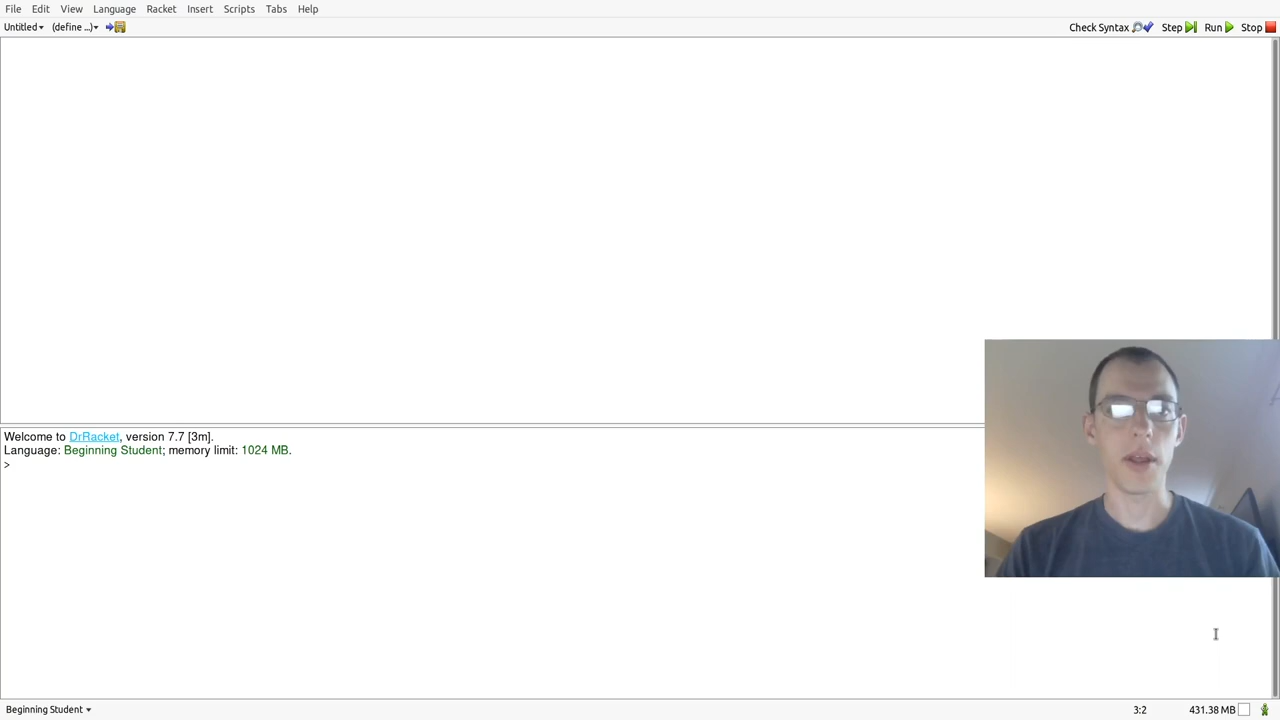 File Edit View Language Racket Insert Scripts Tabs Help
Untitled (define ...) Check Syntax Step Run Stop
Welcome to DrRacket, version 7.7 [3m].
Language: Beginning Student; memory limit: 1024 MB.
>
Beginning Student 3:2 431.38 MB